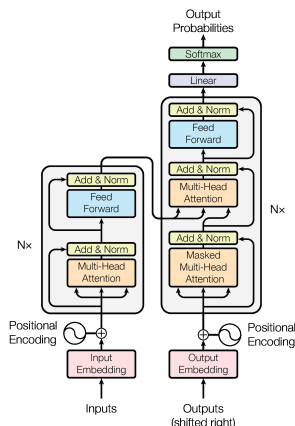 Output
Probabilities
Softmax
Linear
Add & Norm
Feed
Forward
Add & Norm
Multi-Head
Attention
Add & Norm
Masked
Multi-Head
Attention
N×
Add & Norm
Feed
Forward
N×
Add & Norm
Multi-Head
Attention
Positional
Encoding
Positional
Encoding
Input
Embedding
Output
Embedding
Inputs
Outputs
(shifted right)